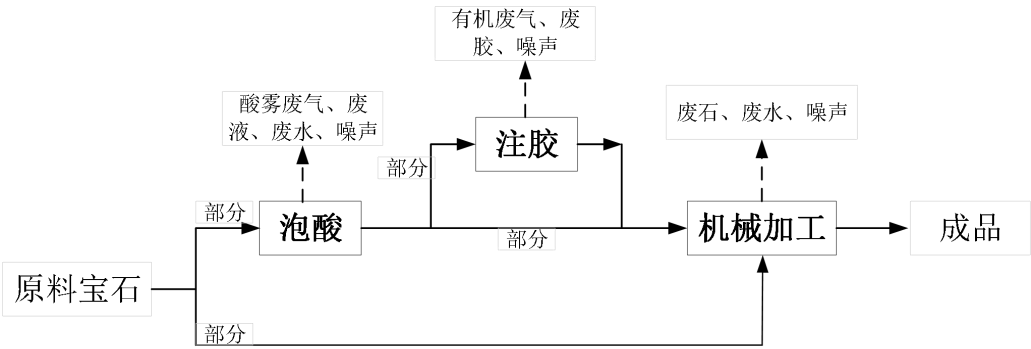 有机废气、废
胶、噪声
酸雾废气、废
液、废水、噪声
废石、废水、噪声
注胶
部分
部分
泡酸
部分
机械加工
成品
原料宝石
部分